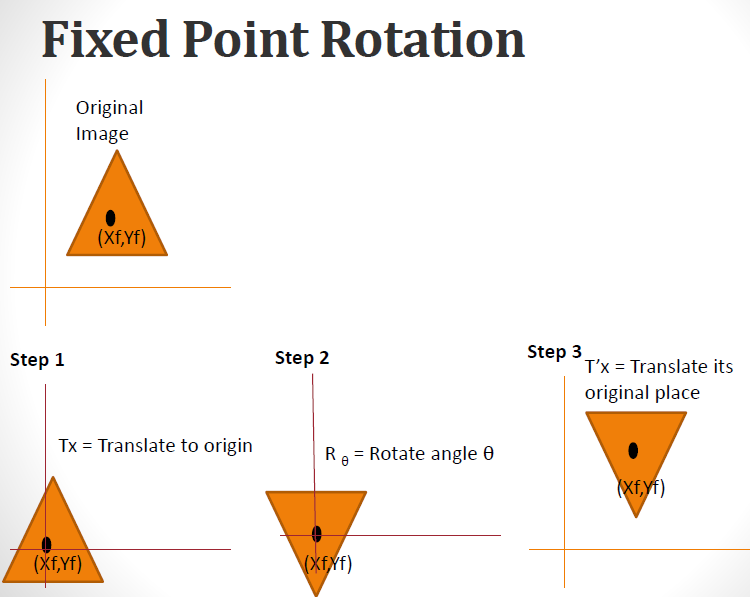 Fixed Point Rotation
Original
Image
(Xf,Yf)
Step 1
Tx = Translate to origin
(Xf,Yf)
Step 2
R θ = Rotate angle θ
(Xf,Yf)
Step 3
T’x = Translate its
original place
(Xf,Yf)